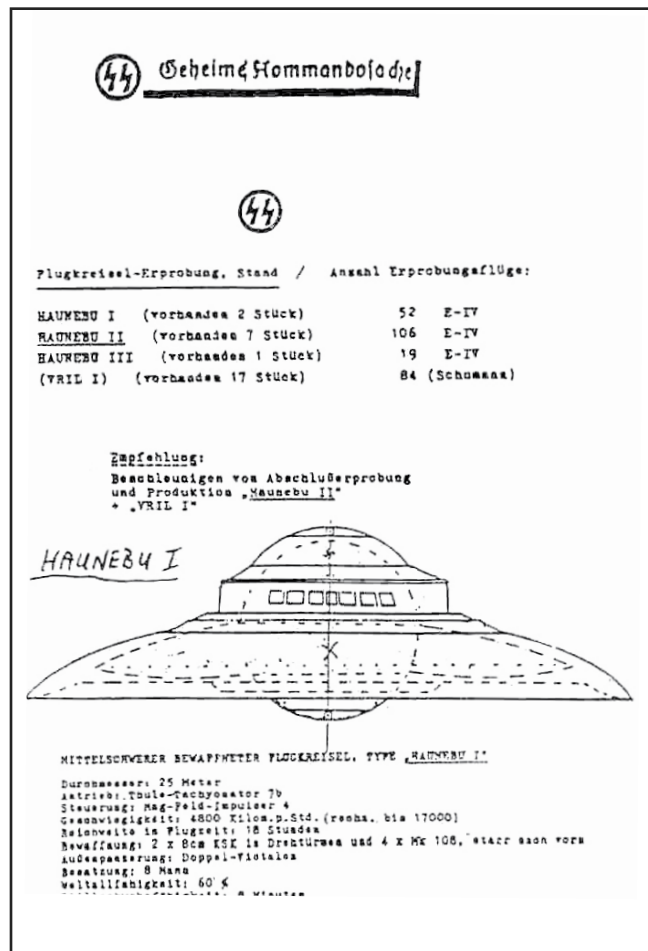 Geheime Kommandosache
Flugkreisel-Erprobung, Stand / Anzahl Erprobungsflüge:
HAUNEBU I (vorhanden 2 Stück) 52 E-IV
HAUNEBU II (vorhanden 7 Stück) 106 E-IV
HAUNEBU III (vorhanden 1 Stück) 19 E-IV
(VRIL I) (vorhanden 17 Stück) 84 (Schumann)
Empfehlung:
Beschleunigen von Abschlußerprobung
und Produktion „Haunebu II"
+ „VRIL I"
HAUNEBU I
MITTELSCHWERER BEWAFFNETER FLUGKREISEL, TYPE „HAUNEBU I"
Durchmesser: 25 Meter
Antrieb: Thule-Tachyonator 7b
Steuerung: Mag-Feld-Impulser 4
Geschwiegigkeit: 4800 Kilom.p.Std. (rechn. bis 17000)
Reichweite in Flugzeit: 18 Stunden
Bewaffnung: 2 x 8cm KSK in Drehtürmen und 4 x Mk 108, starr nach vorn
Außenpanzerung: Doppel-Victalen
Besatzung: 8 Mann
Weltallfähigkeit: 60 %
8 Minuten